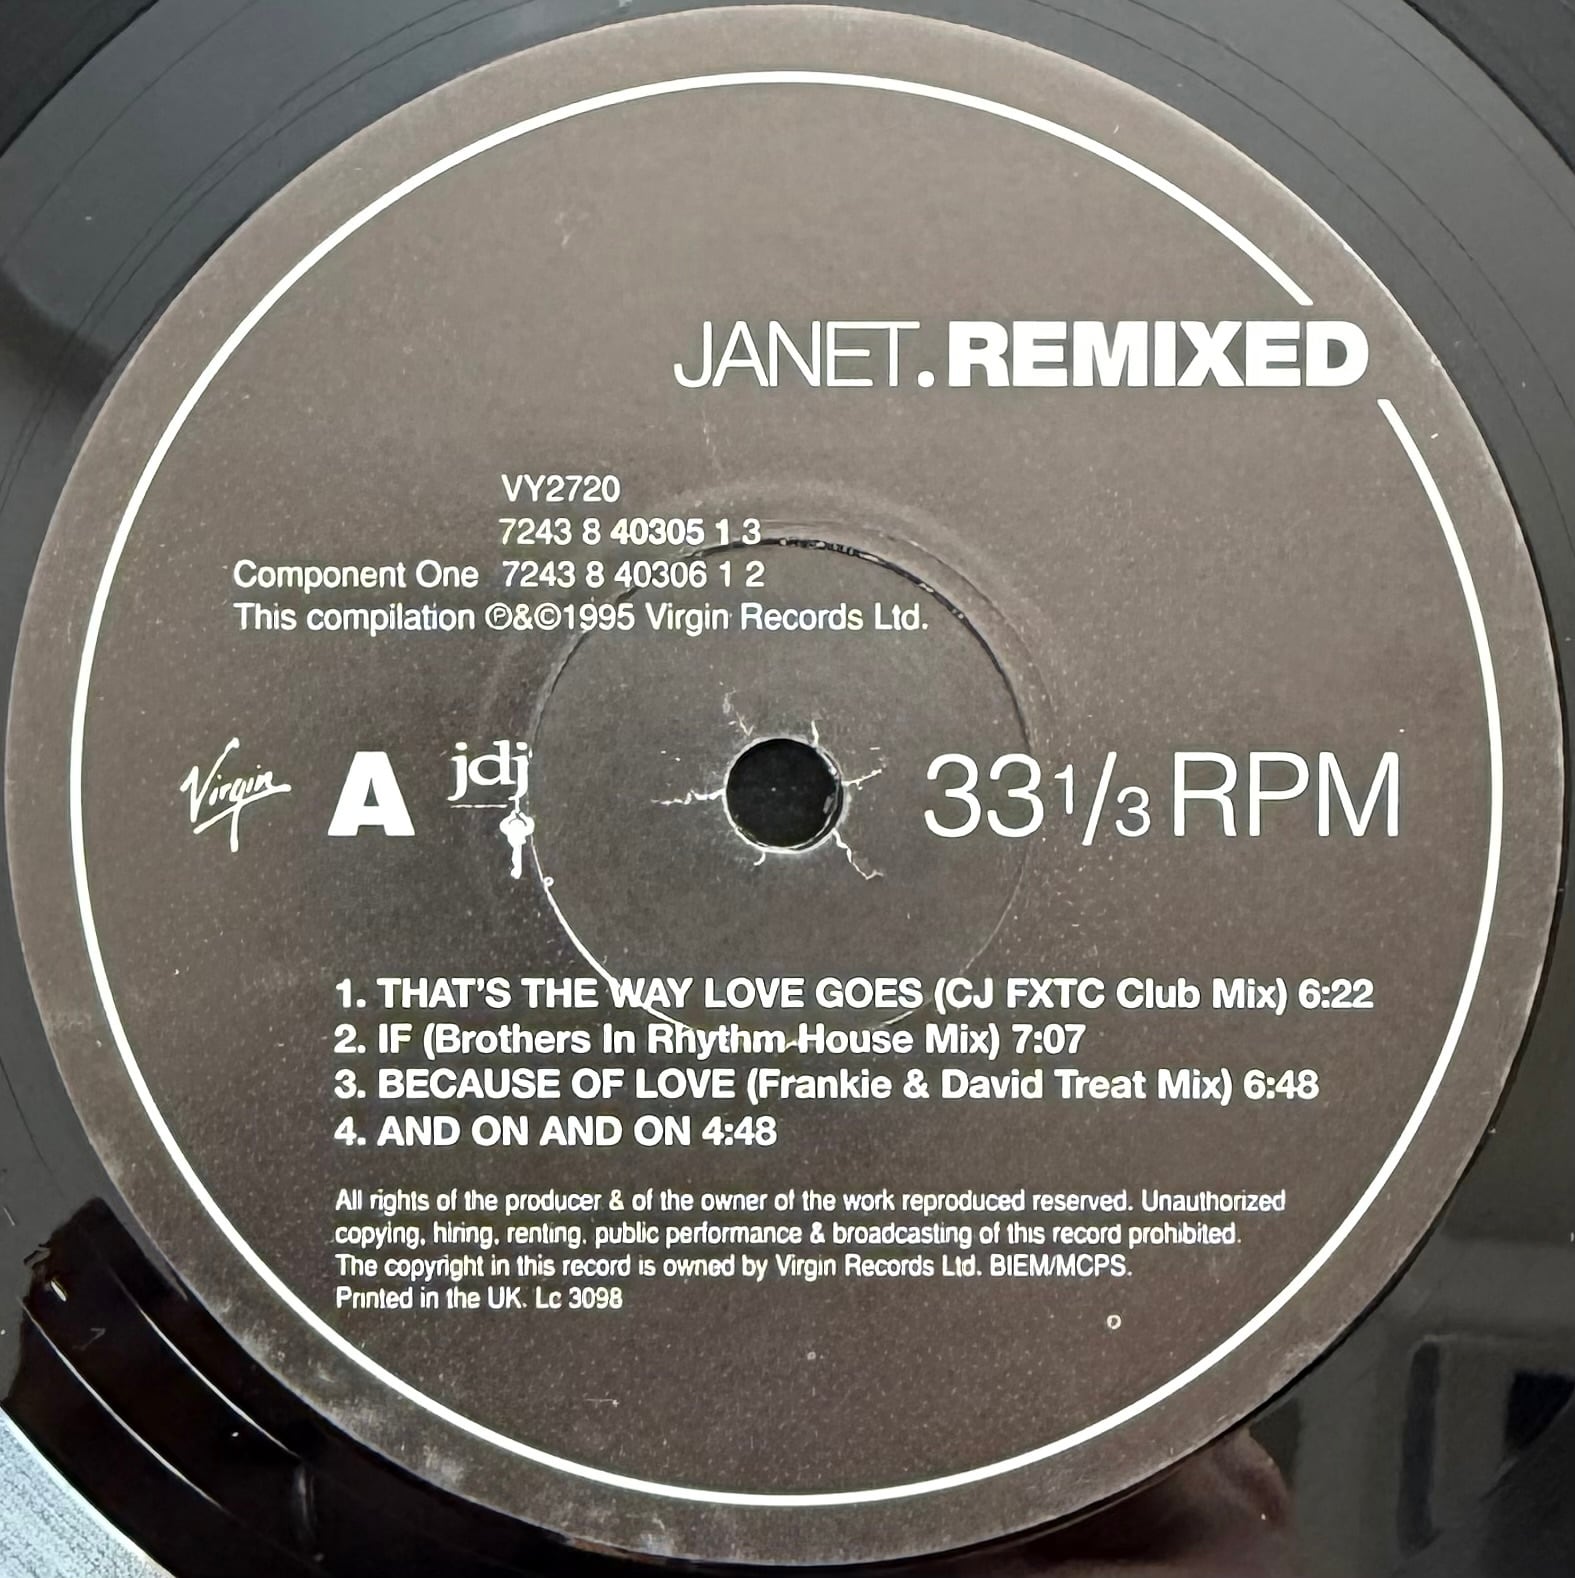 JANET.REMIXED
VY2720
7243 8 40305 1 3
Component One 7243 8 40306 1 2
This compilation ℗&©1995 Virgin Records Ltd.
Virgin A jdj 33 1/3 RPM
1. THAT'S THE WAY LOVE GOES (CJ FXTC Club Mix) 6:22
2. IF (Brothers In Rhythm House Mix) 7:07
3. BECAUSE OF LOVE (Frankie & David Treat Mix) 6:48
4. AND ON AND ON 4:48
All rights of the producer & of the owner of the work reproduced reserved. Unauthorized
copying, hiring, renting, public performance & broadcasting of this record prohibited.
The copyright in this record is owned by Virgin Records Ltd. BIEM/MCPS.
Printed in the UK. Lc 3098